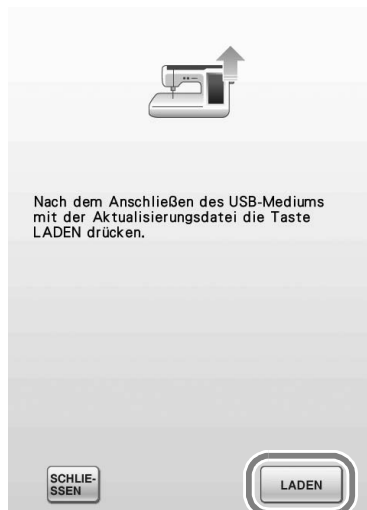 Nach dem Anschließen des USB-Mediums
mit der Aktualisierungsdatei die Taste
LADEN drücken.
SCHLIE-
SSEN
LADEN